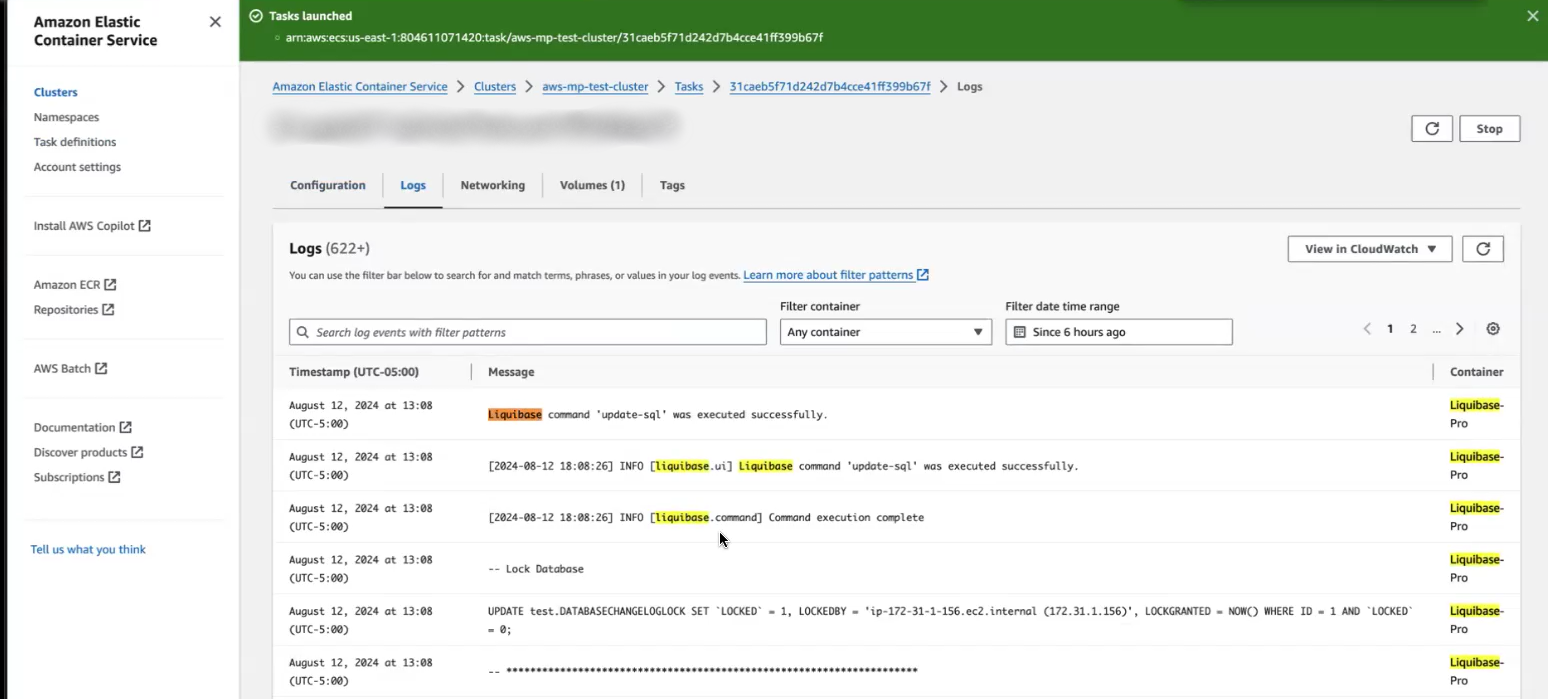 Amazon Elastic
Container Service
Clusters
Namespaces
Task definitions
Account settings
Install AWS Copilot
Amazon ECR
Repositories
AWS Batch
Documentation
Discover products
Subscriptions
Tell us what you think
Tasks launched
arn:aws:ecs:us-east-1:804611071420:task/aws-mp-test-cluster/31caeb5f71d242d7b4cce41ff399b67f
Amazon Elastic Container Service > Clusters > aws-mp-test-cluster > Tasks > 31caeb5f71d242d7b4cce41ff399b67f > Logs
Stop
Configuration Logs Networking Volumes (1) Tags
Logs (622+)
View in CloudWatch
You can use the filter bar below to search for and match terms, phrases, or values in your log events. Learn more about filter patterns
Filter container Filter date time range
Search log events with filter patterns Any container Since 6 hours ago 1 2 ...
Timestamp (UTC-05:00) Message Container
August 12, 2024 at 13:08 Liquibase command 'update-sql' was executed successfully. Liquibase-
(UTC-5:00) Pro
August 12, 2024 at 13:08 [2024-08-12 18:08:26] INFO [liquibase.ui] Liquibase command 'update-sql' was executed successfully. Liquibase-
(UTC-5:00) Pro
August 12, 2024 at 13:08 [2024-08-12 18:08:26] INFO [liquibase.command] Command execution complete Liquibase-
(UTC-5:00) Pro
August 12, 2024 at 13:08 -- Lock Database Liquibase-
(UTC-5:00) Pro
August 12, 2024 at 13:08 UPDATE test.DATABASECHANGELOGLOCK SET `LOCKED` = 1, LOCKEDBY = 'ip-172-31-1-156.ec2.internal (172.31.1.156)', LOCKGRANTED = NOW() WHERE ID = 1 AND `LOCKED` Liquibase-
(UTC-5:00) = 0; Pro
August 12, 2024 at 13:08 -- ********************************************************************* Liquibase-
(UTC-5:00) Pro